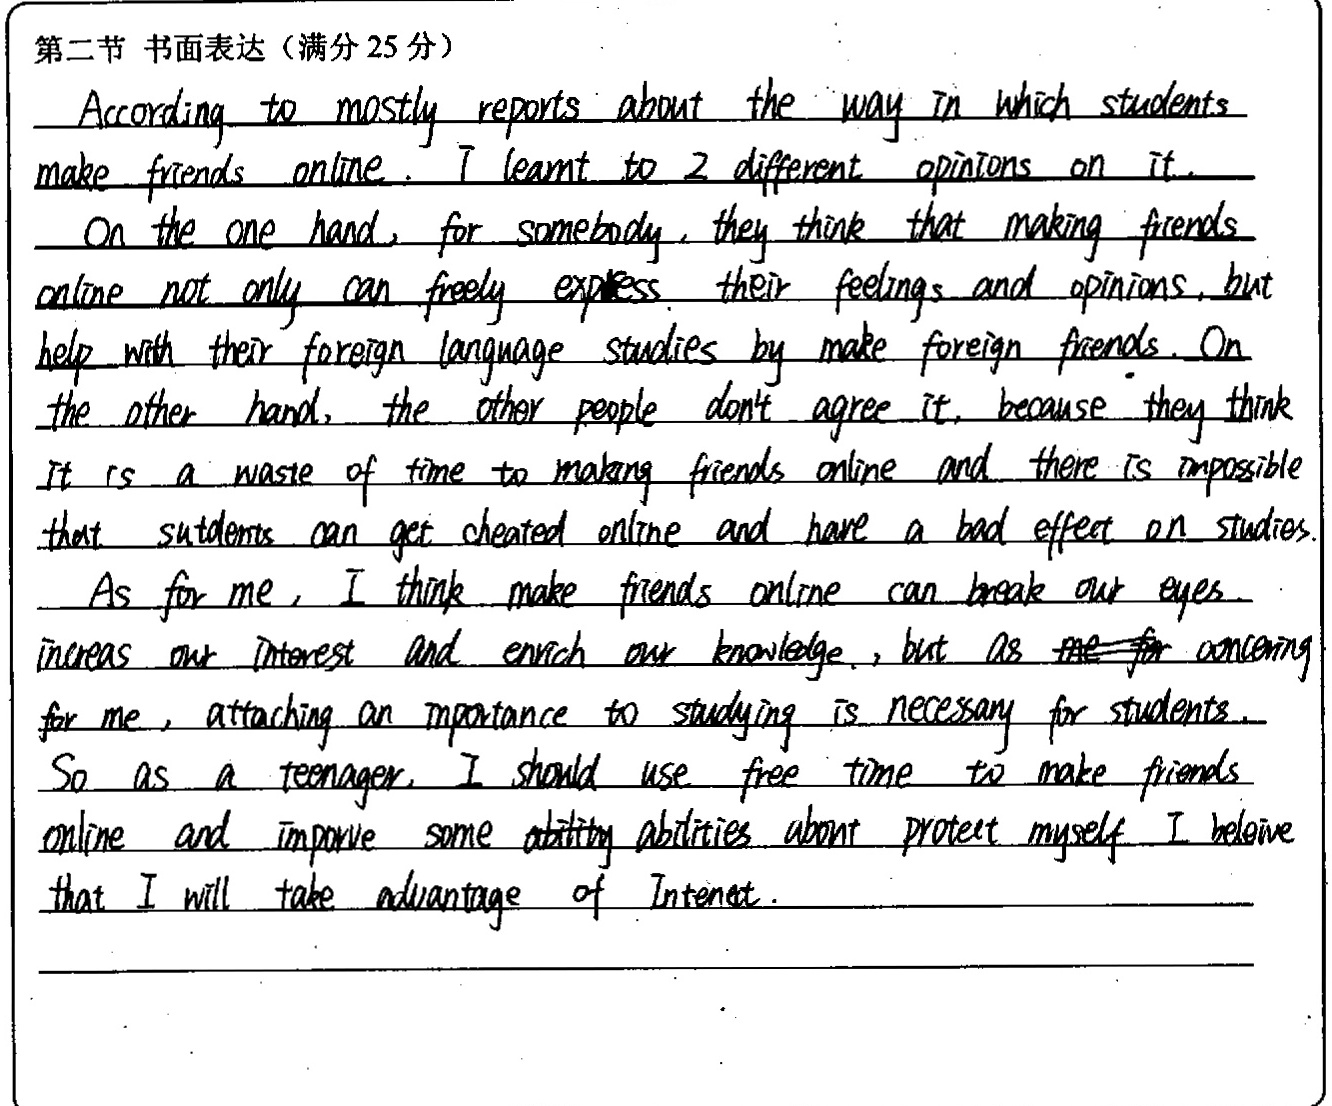 第二节 书面表达（满分 25 分）
According to mostly reports about the way in which students
make friends online. I learnt to 2 different opinions on it.
On the one hand, for somebody, they think that making friends
online not only can freely express their feelings and opinions, but
help with their foreign language studies by make foreign friends. On
the other hand, the other people don't agree it, because they think
it is a waste of time to making friends online and there is impossible
that sutdents can get cheated online and have a bad effect on studies.
As for me, I think make friends online can break our eyes.
increas our interest and enrich our knowledge., but as concering
for me, attaching an mportance to studying is necessary for students.
So as a teenager, I should use free time to make friends
online and imporve some abilities about protect myself I beleive
that I will take advantage of Intenet.